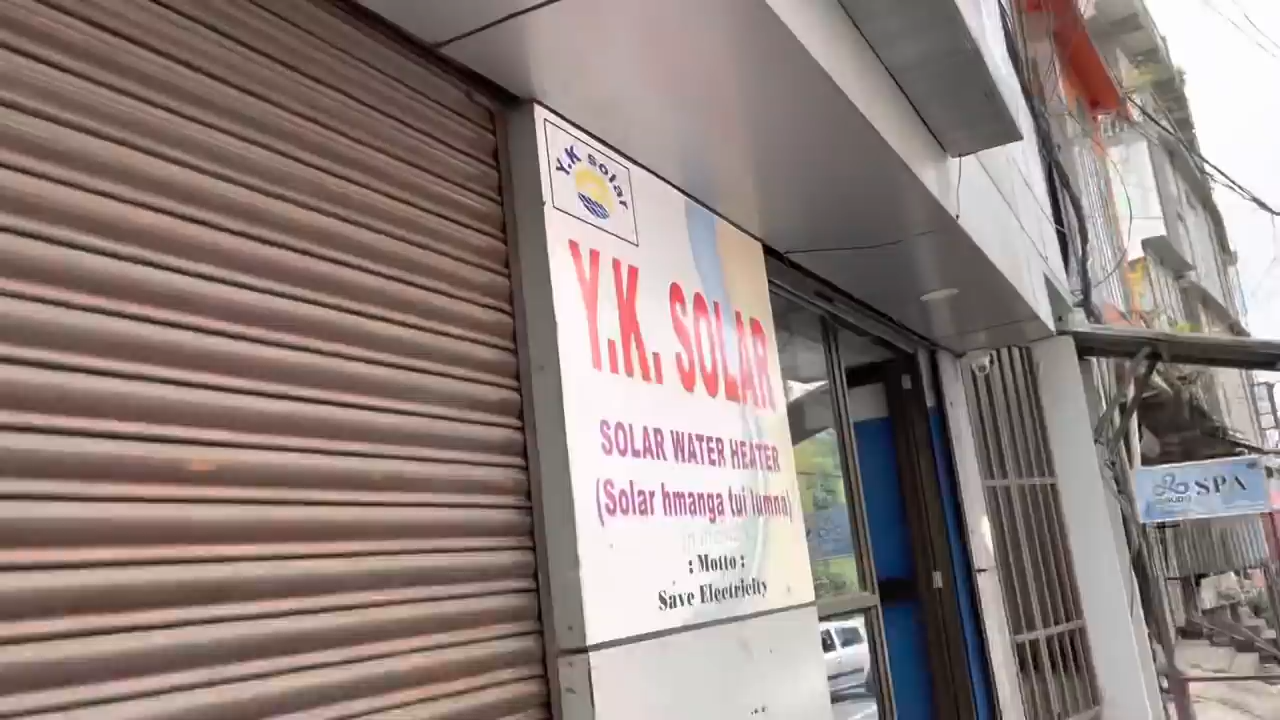 Y.K solar
Y.K. SOLAR
SOLAR WATER HEATER
(Solar hmanga tui lumna)
: Motto :
Save Electricity
SPA